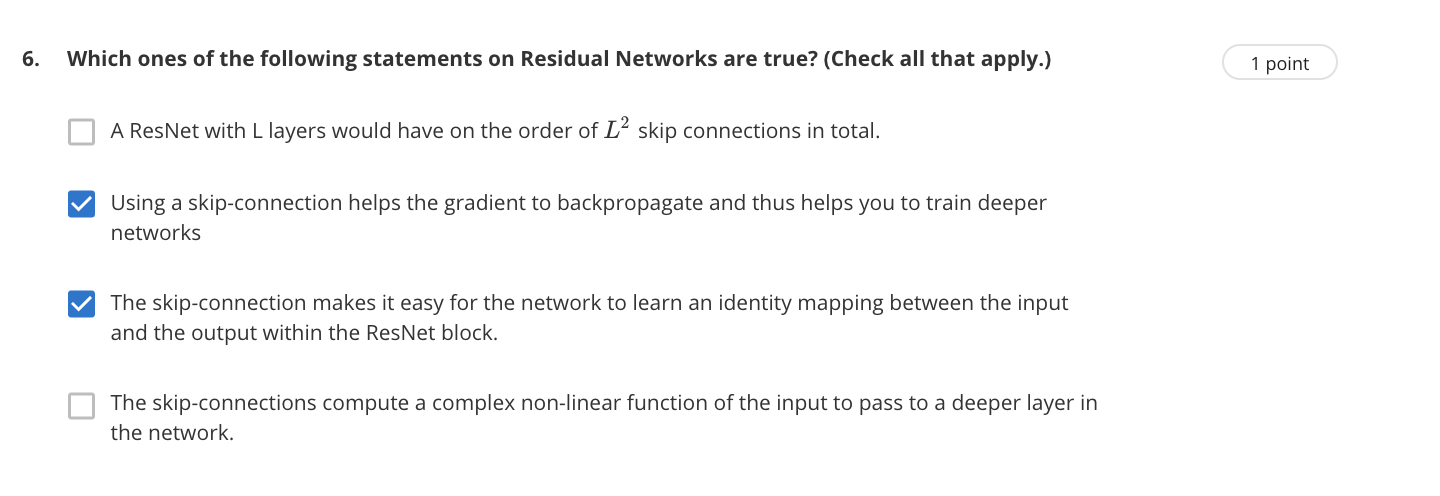 6. Which ones of the following statements on Residual Networks are true? (Check all that apply.)
1 point
A ResNet with L layers would have on the order of L² skip connections in total.
Using a skip-connection helps the gradient to backpropagate and thus helps you to train deeper
networks
The skip-connection makes it easy for the network to learn an identity mapping between the input
and the output within the ResNet block.
The skip-connections compute a complex non-linear function of the input to pass to a deeper layer in
the network.